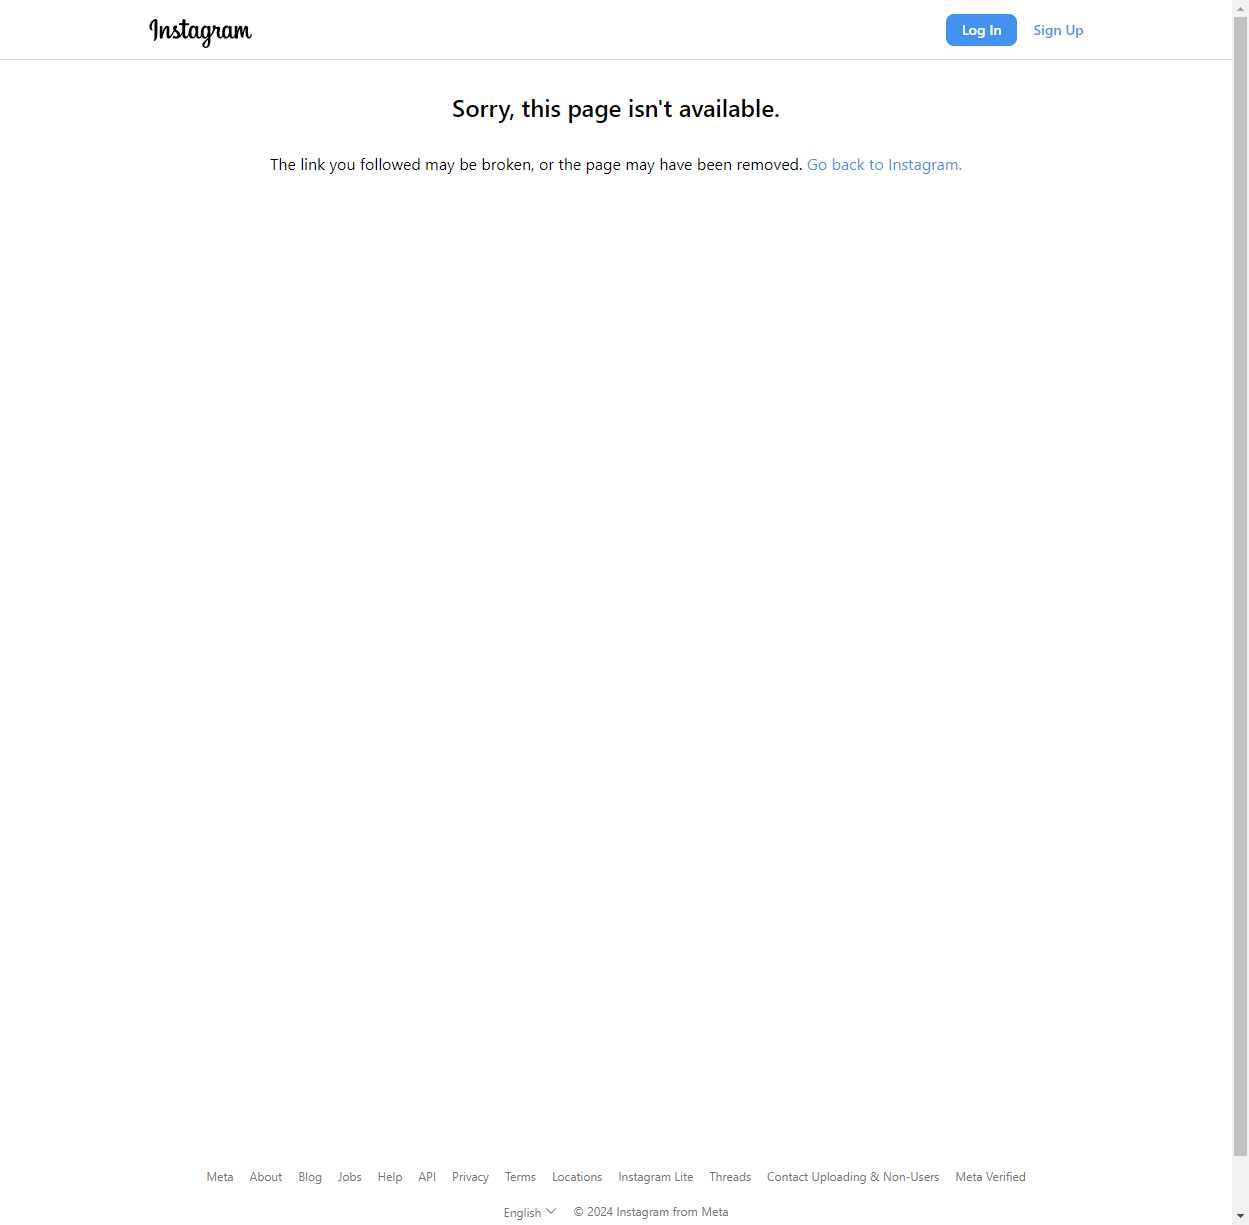 Instagram
Log In
Sign Up
Sorry, this page isn't available.
The link you followed may be broken, or the page may have been removed. Go back to Instagram.
Meta About Blog Jobs Help API Privacy Terms Locations Instagram Lite Threads Contact Uploading & Non-Users Meta Verified
English © 2024 Instagram from Meta